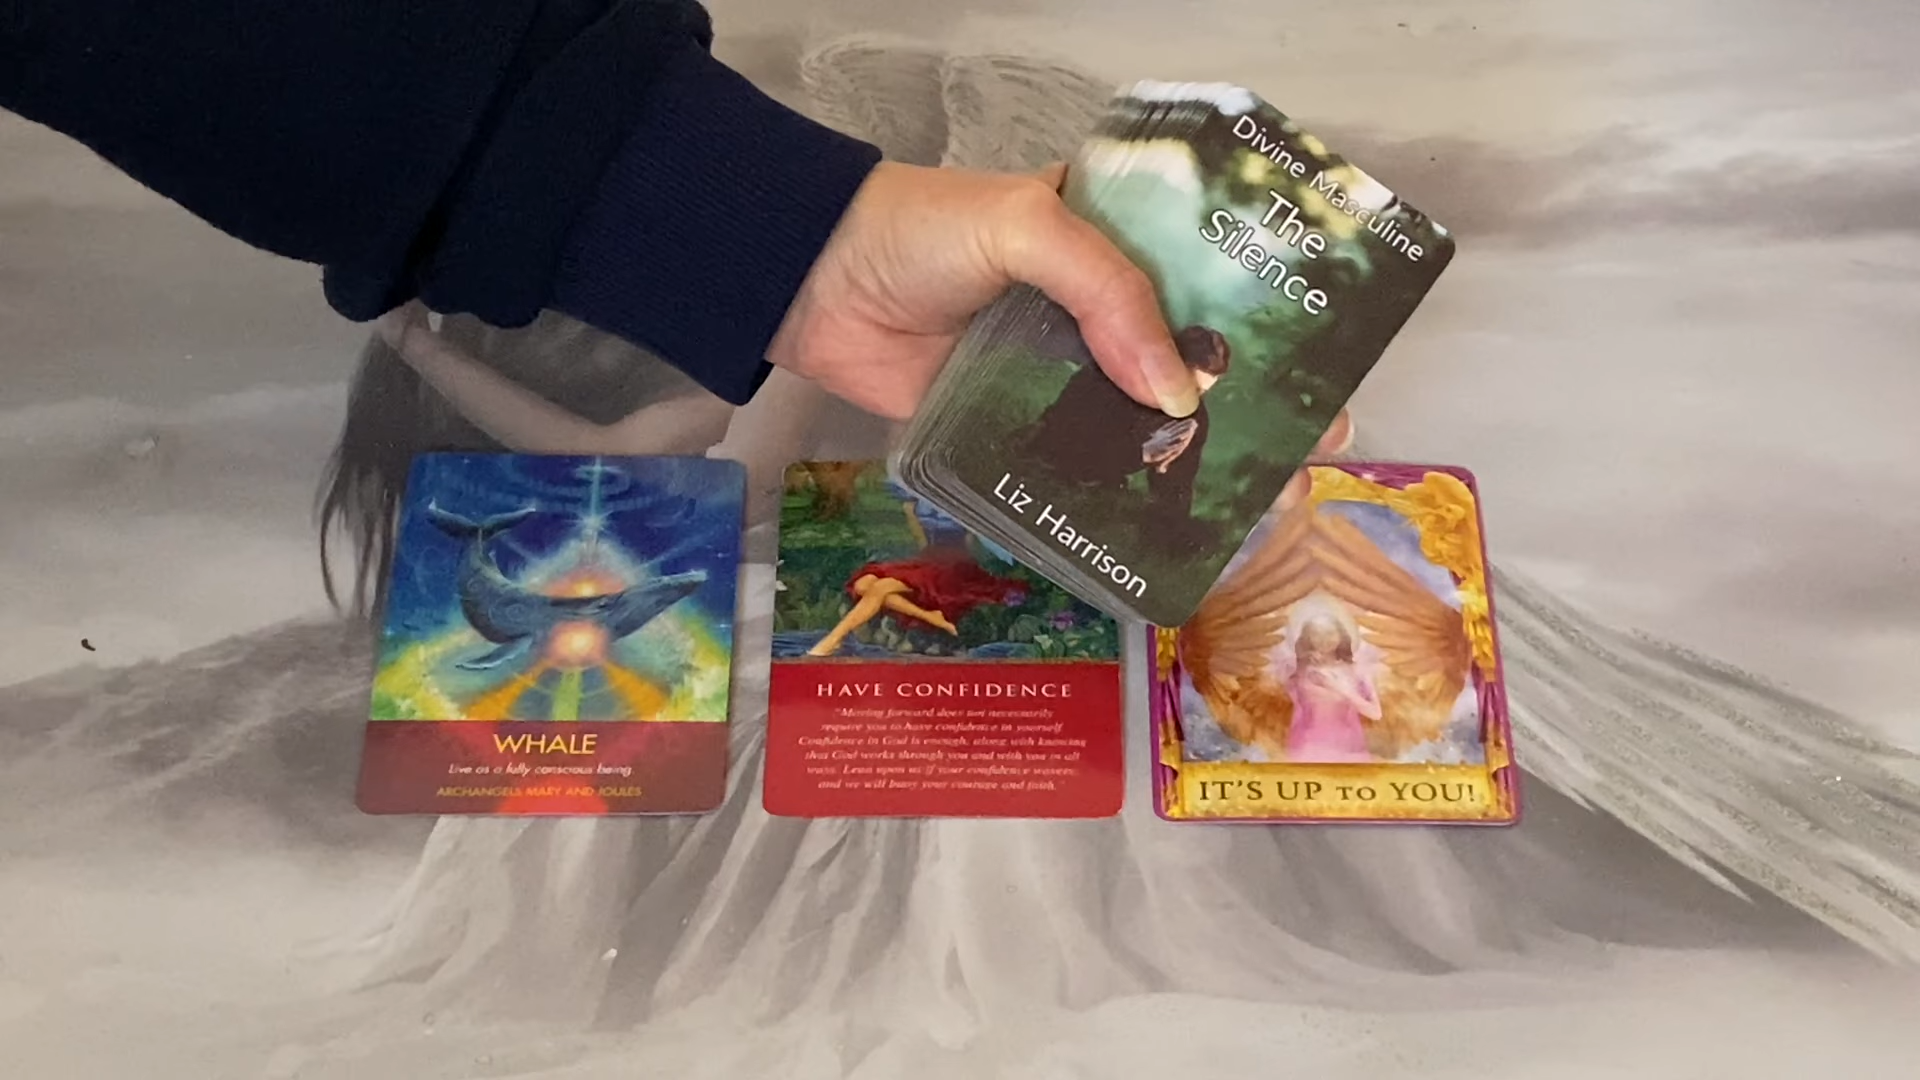 Divine Masculine
The
Silence
Liz Harrison
WHALE
Live as a fully conscious being.
ARCHANGELS MARY AND JOULES
HAVE CONFIDENCE
"Moving forward does not necessarily
require you to have confidence in yourself
Confidence in God is enough, along with knowing
that God works through you and with you in all
ways. Lean upon us if your confidence wavers,
and we will buoy your courage and faith."
IT'S UP TO YOU!